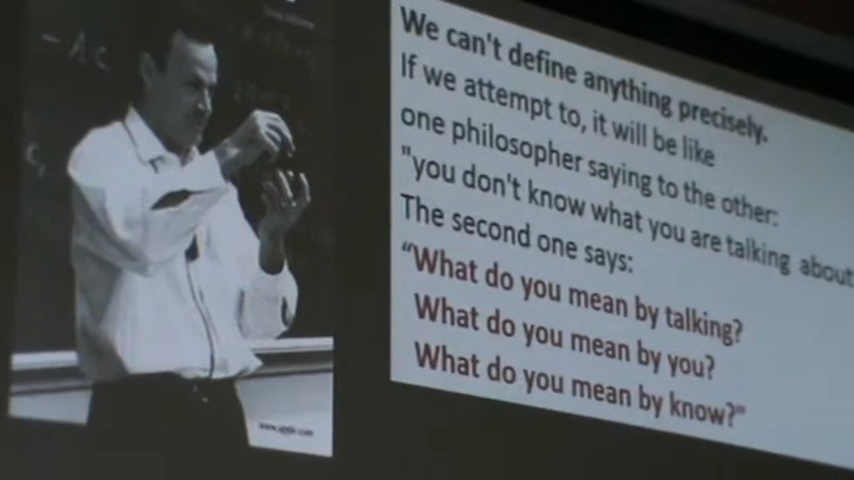 We can't define anything precisely.
If we attempt to, it will be like
one philosopher saying to the other:
"you don't know what you are talking about
The second one says:
“What do you mean by talking?
What do you mean by you?
What do you mean by know?”